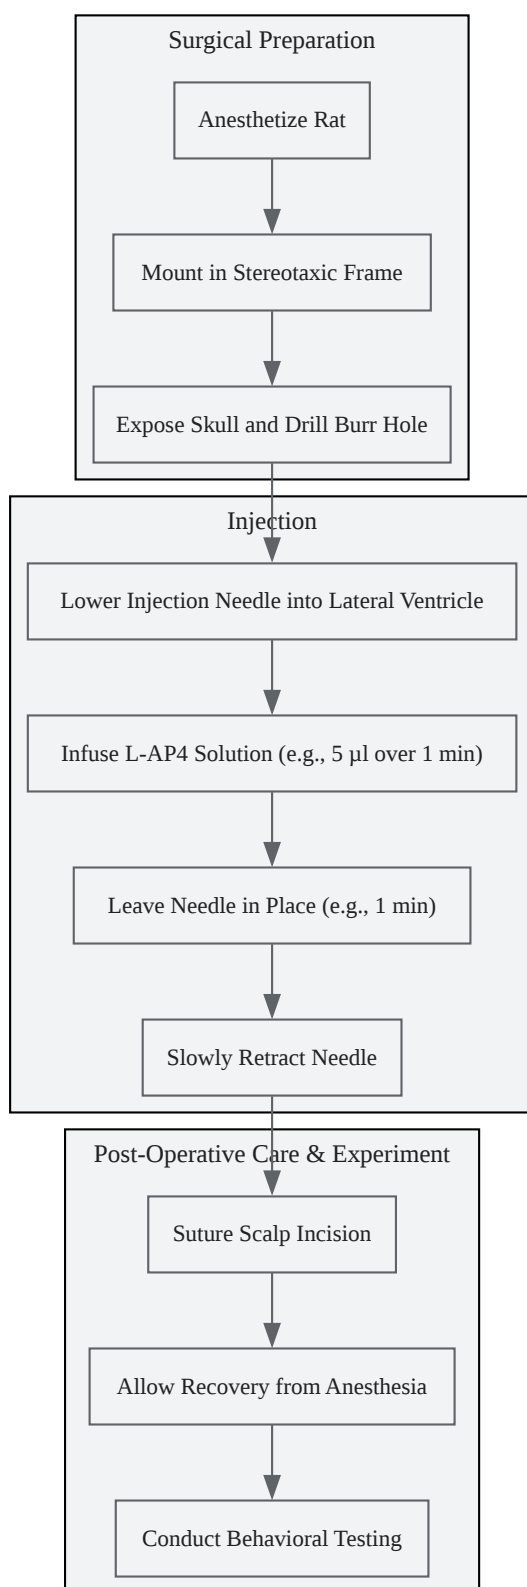 Surgical Preparation
Anesthetize Rat
Mount in Stereotaxic Frame
Expose Skull and Drill Burr Hole
Injection
Lower Injection Needle into Lateral Ventricle
Infuse L-AP4 Solution (e.g., 5 µl over 1 min)
Leave Needle in Place (e.g., 1 min)
Slowly Retract Needle
Post-Operative Care & Experiment
Suture Scalp Incision
Allow Recovery from Anesthesia
Conduct Behavioral Testing